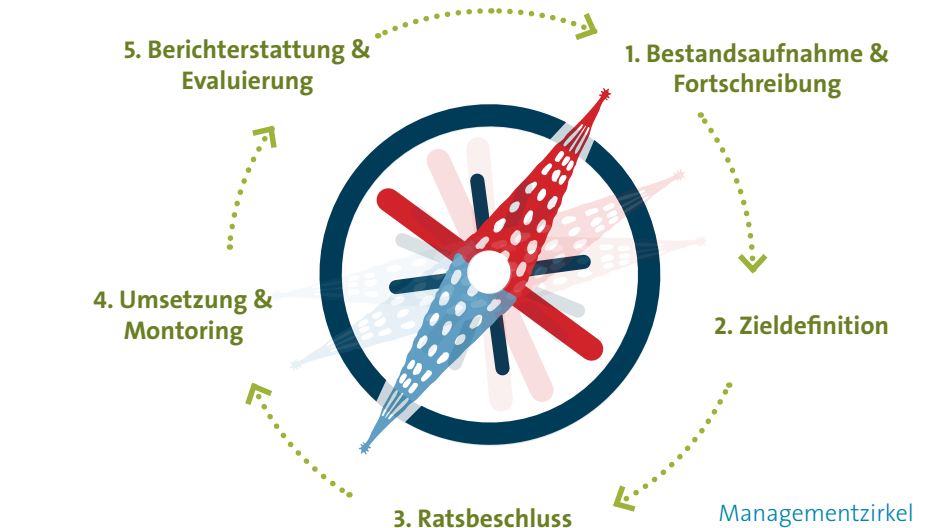 1. Bestandsaufnahme &
Fortschreibung
2. Zieldefinition
3. Ratsbeschluss
4. Umsetzung &
Montoring
5. Berichterstattung &
Evaluierung
Managementzirkel